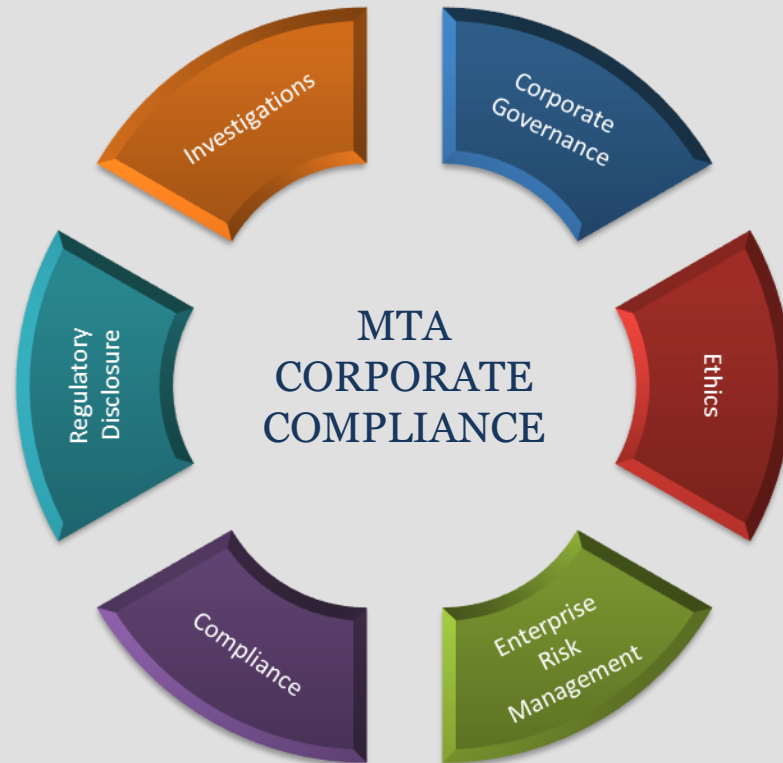 Investigations
Corporate
Governance
MTA
CORPORATE
COMPLIANCE
Regulatory
Disclosure
Ethics
Compliance
Enterprise
Risk
Management